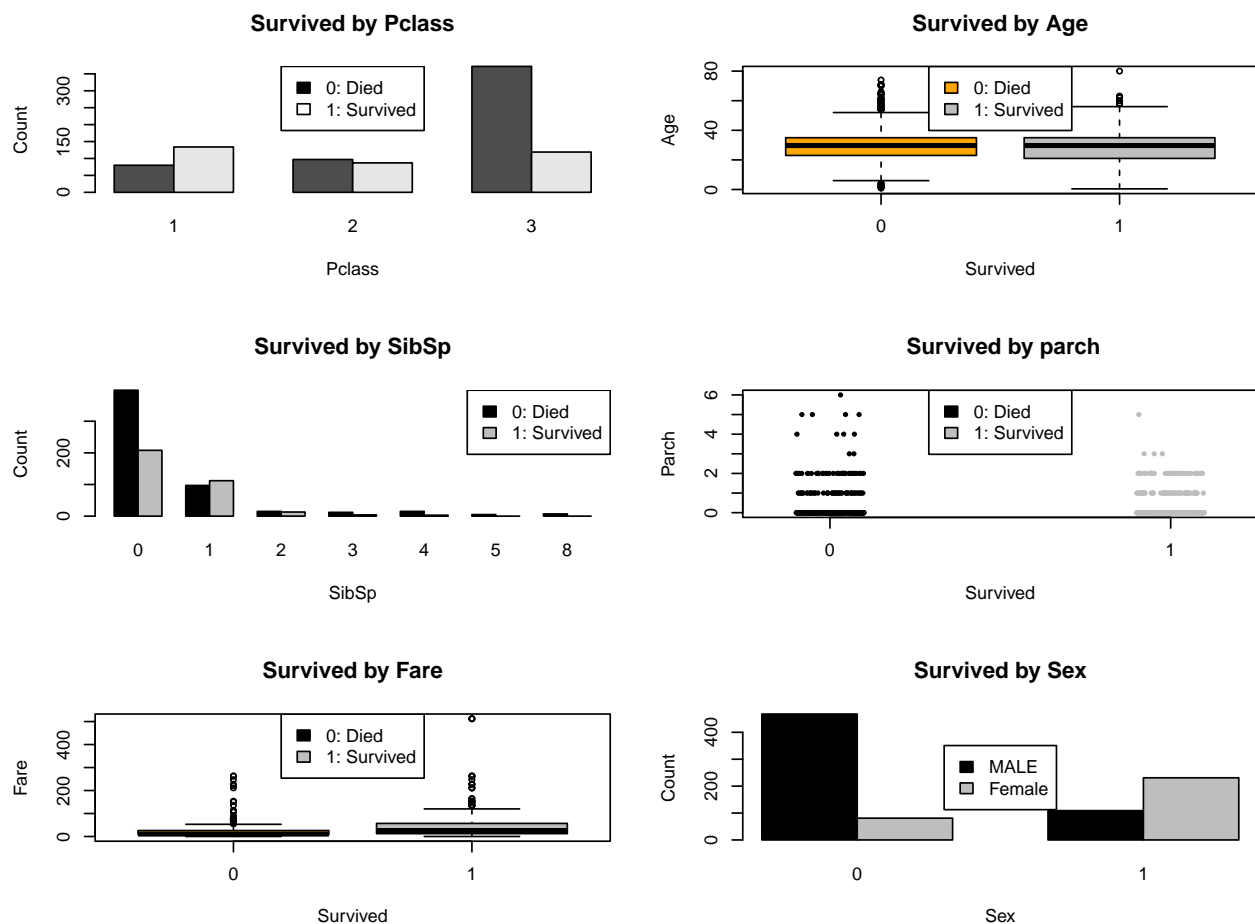 Survived by Pclass
Count
0
150
350
0: Died
1: Survived
1
2
3
Pclass
Survived by Age
Age
0
40
80
0: Died
1: Survived
0
1
Survived
Survived by SibSp
Count
0
200
0: Died
1: Survived
0
1
2
3
4
5
8
SibSp
Survived by parch
Parch
0
2
4
6
0: Died
1: Survived
0
1
Survived
Survived by Fare
Fare
0
200
400
0: Died
1: Survived
0
1
Survived
Survived by Sex
Count
0
200
400
MALE
Female
0
1
Sex